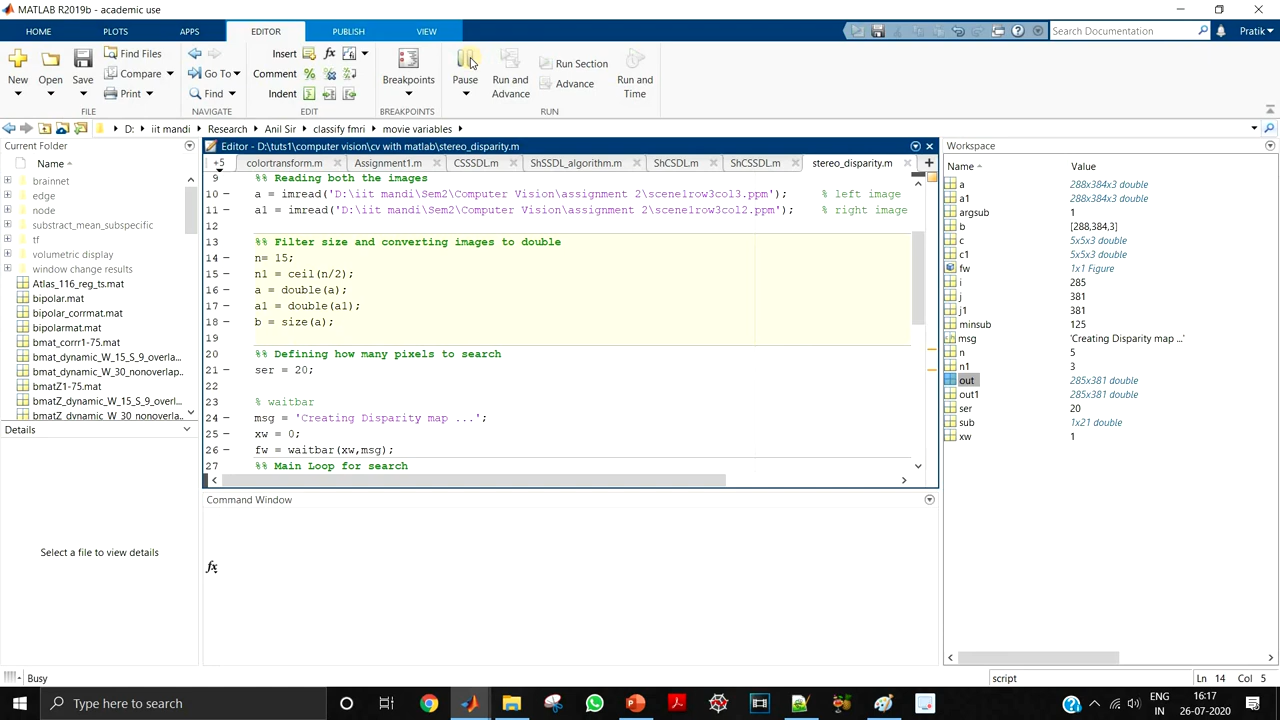 MATLAB R2019b - academic use
HOME PLOTS APPS EDITOR PUBLISH VIEW Search Documentation Pratik
New Open Save Find Files Compare Print Go To Find Insert Comment Indent Breakpoints Pause Run and Advance Run Section Advance Run and Time
FILE NAVIGATE EDIT BREAKPOINTS RUN
D: iit mandi Research Anil Sir classify fmri movie variables
Current Folder
Name
brainnet
edge
node
substract_mean_subspecific
tf
volumetric display
window change results
Atlas_116_reg_ts.mat
bipolar.mat
bipolar_corrmat.mat
bipolarmat.mat
bmat_corrr1-75.mat
bmat_dynamic_W_15_S_9_overla...
bmat_dynamic_W_30_nonoverlap...
bmatZ1-75.mat
bmatZ_dynamic_W_15_s_9_overl...
bmatZ_dynamic_W_30_nonoverla...
Details
Select a file to view details
Editor - D:\tuts1\computer vision\cv with matlab\stereo_disparity.m
+5 colortransform.m Assignment1.m CSSSDL.m ShSSDL_algorithm.m ShCSDL.m ShCSSDL.m stereo_disparity.m
9 %% Reading both the images
10 a = imread('D:\iit mandi\Sem2\Computer Vision\assignment 2\scene1row3col3.ppm'); % left image
11 a1 = imread('D:\iit mandi\Sem2\Computer Vision\assignment 2\scene1row3col2.ppm'); % right image
12
13 %% Filter size and converting images to double
14 n= 15;
15 n1 = ceil(n/2);
16 a = double(a);
17 a1 = double(a1);
18 b = size(a);
19
20 %% Defining how many pixels to search
21 ser = 20;
22
23 % waitbar
24 msg = 'Creating Disparity map ...';
25 xw = 0;
26 fw = waitbar(xw,msg);
27 %% Main Loop for search
Command Window
fx
Workspace
Name Value
a 288x384x3 double
a1 288x384x3 double
argsub 1
b [288,384,3]
c 5x5x3 double
c1 5x5x3 double
fw 1x1 Figure
i 285
j 381
j1 381
minsub 125
msg 'Creating Disparity map ...'
n 5
n1 3
out 285x381 double
out1 285x381 double
ser 20
sub 1x21 double
xw 1
Busy script Ln 14 Col 5
Type here to search
ENG
IN
16:17
26-07-2020